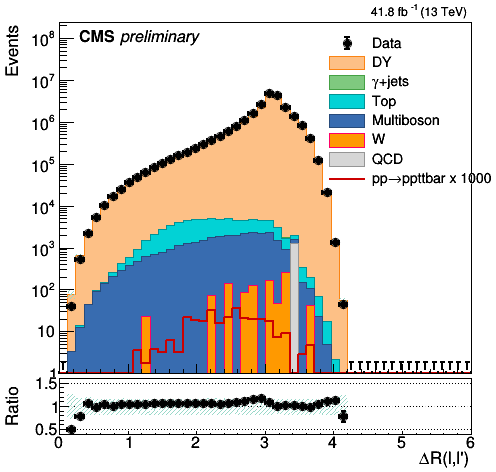 41.8 fb⁻¹ (13 TeV)
CMS preliminary
Events
10⁸
10⁷
10⁶
10⁵
10⁴
10³
10²
10
1
Data
DY
γ+jets
Top
Multiboson
W
QCD
pp→ppttbar x 1000
Ratio
1.5
1
0.5
0 1 2 3 4 5 6
ΔR(l,l')